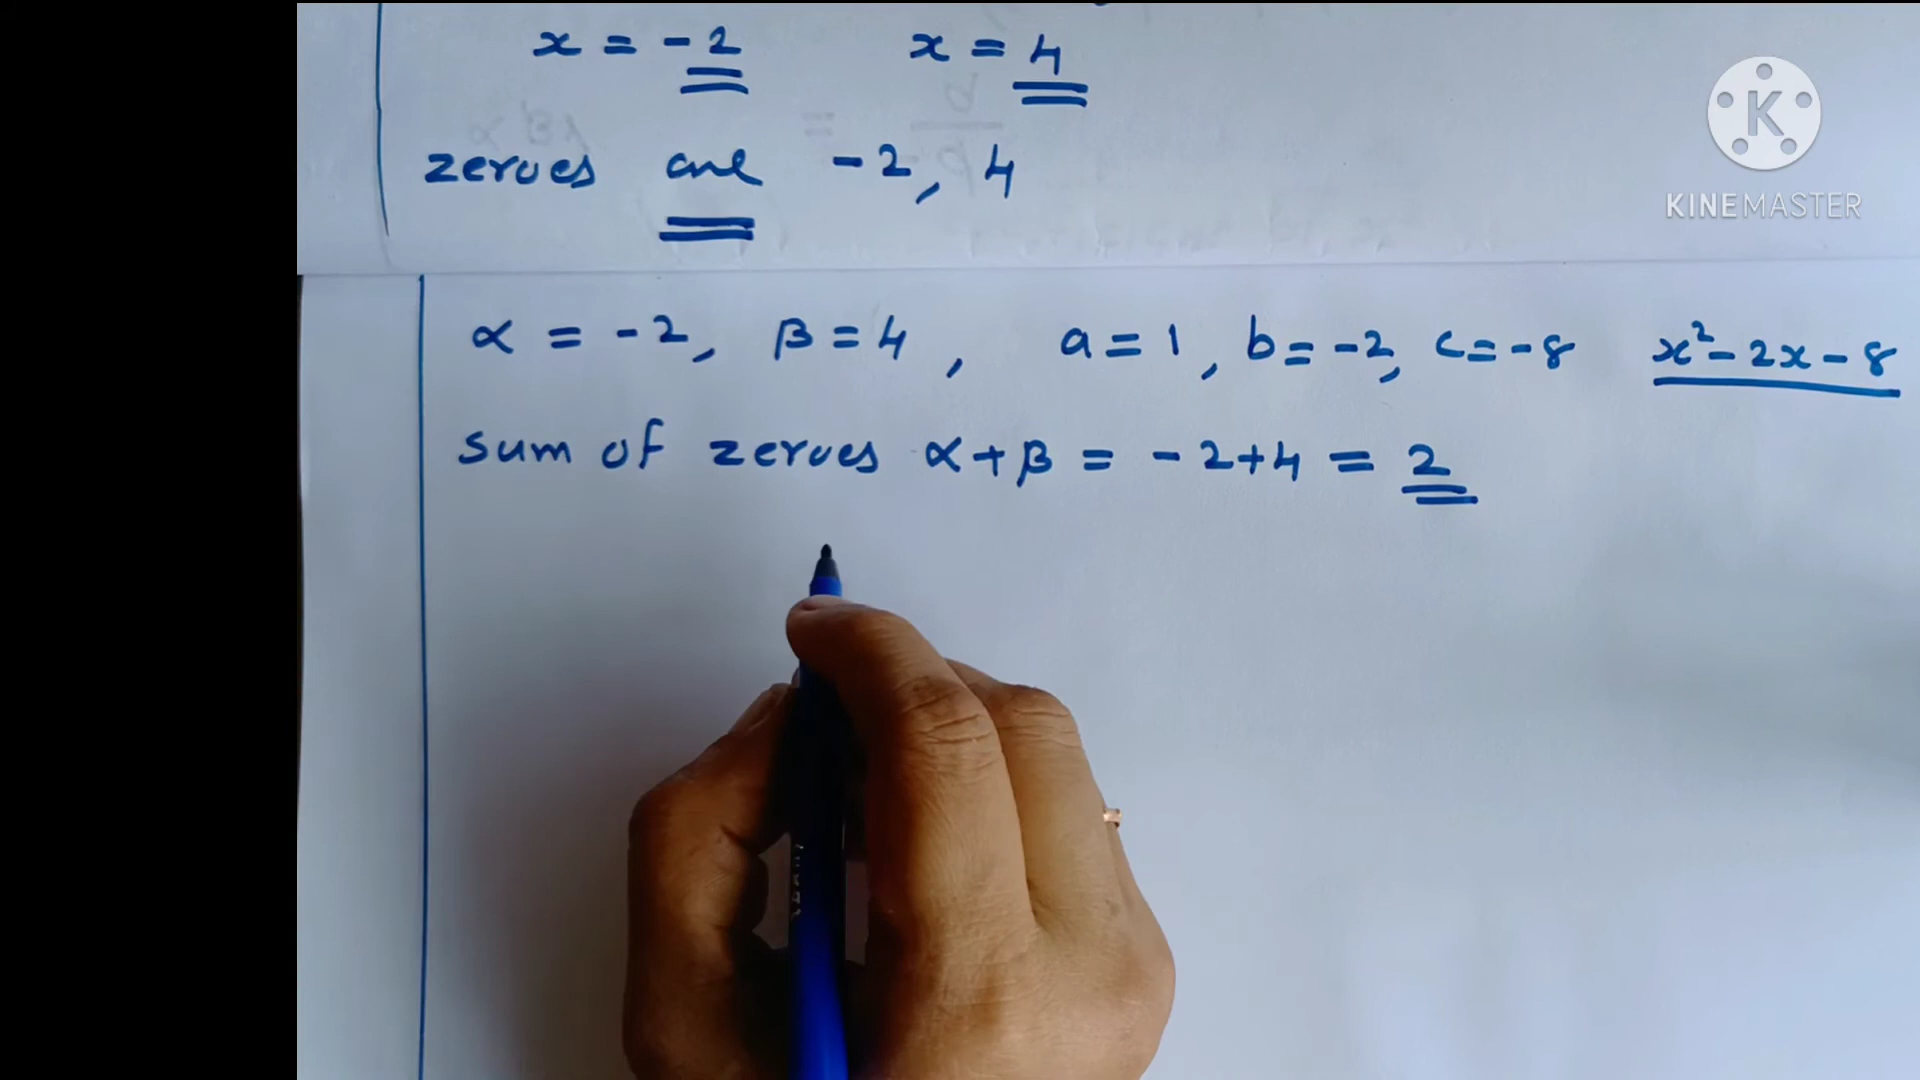 x = -2 x = 4
K
KINEMASTER
zeroes are -2, 4
α = -2, β = 4, a = 1, b = -2, c = -8 x² - 2x - 8
sum of zeroes α + β = -2 + 4 = 2